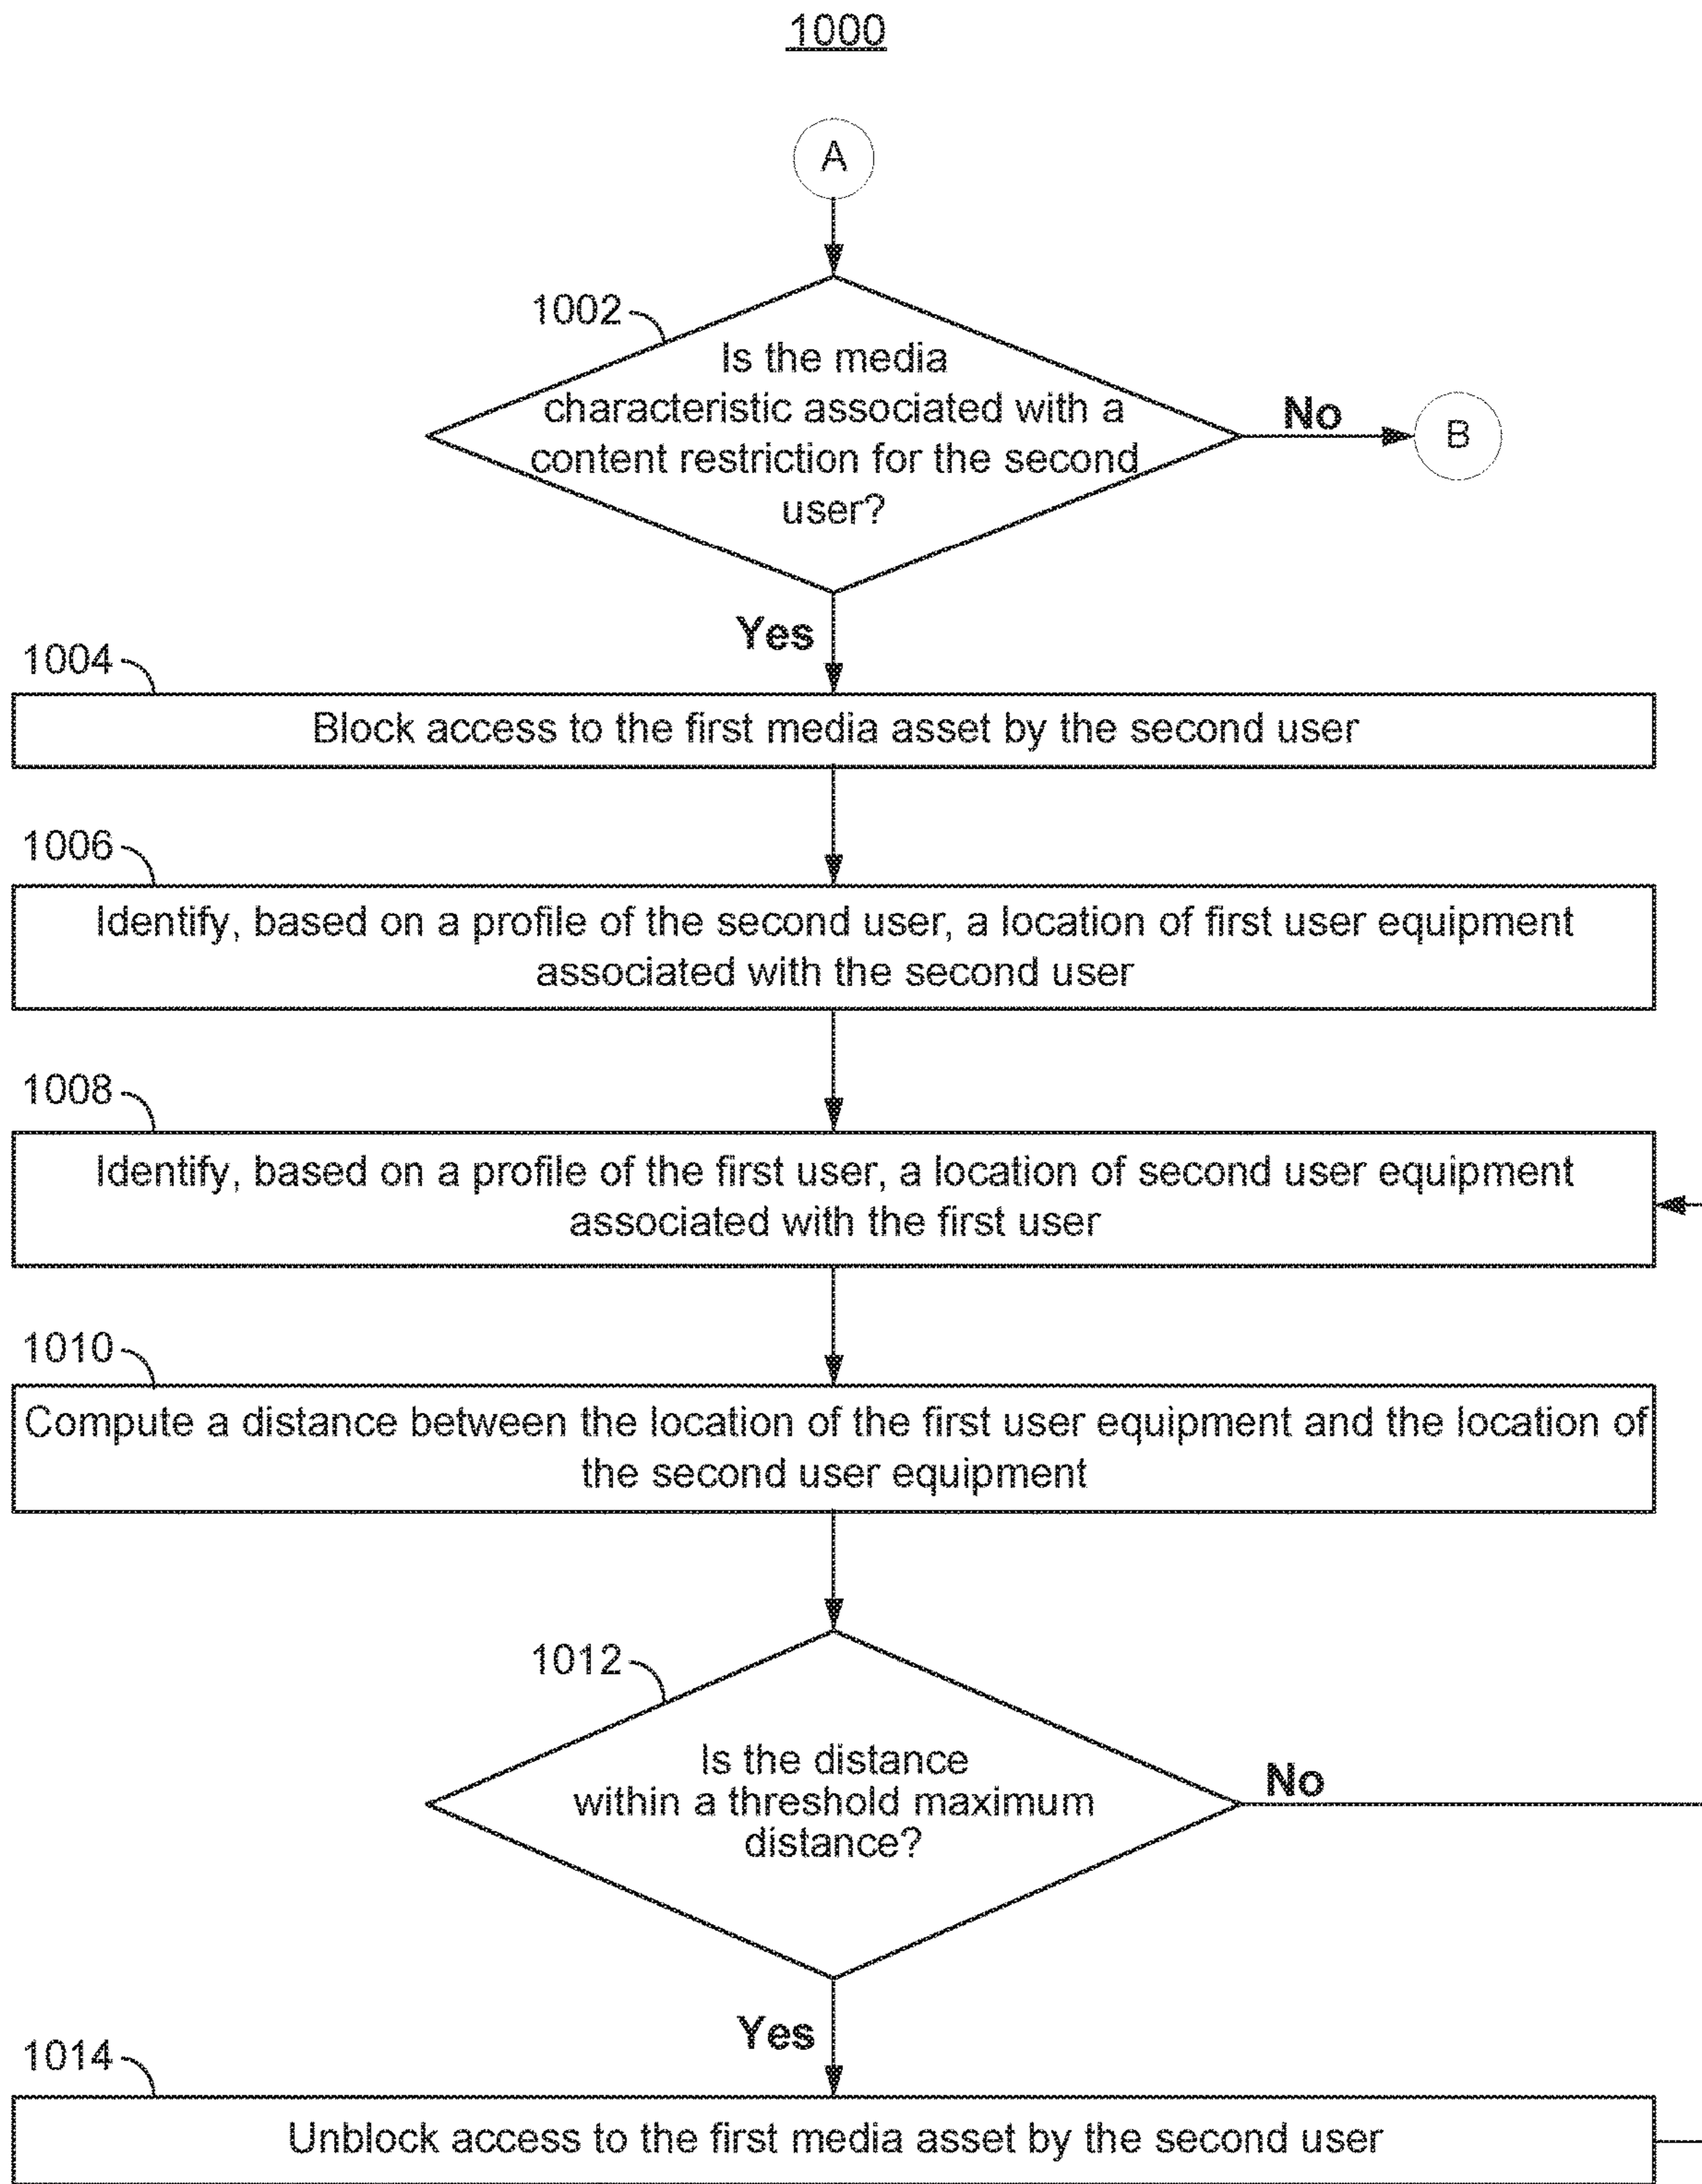 1000
A
1002
Is the media
characteristic associated with a
content restriction for the second
user?
No
B
Yes
1004
Block access to the first media asset by the second user
1006
Identify, based on a profile of the second user, a location of first user equipment
associated with the second user
1008
Identify, based on a profile of the first user, a location of second user equipment
associated with the first user
1010
Compute a distance between the location of the first user equipment and the location of
the second user equipment
1012
Is the distance
within a threshold maximum
distance?
No
Yes
1014
Unblock access to the first media asset by the second user